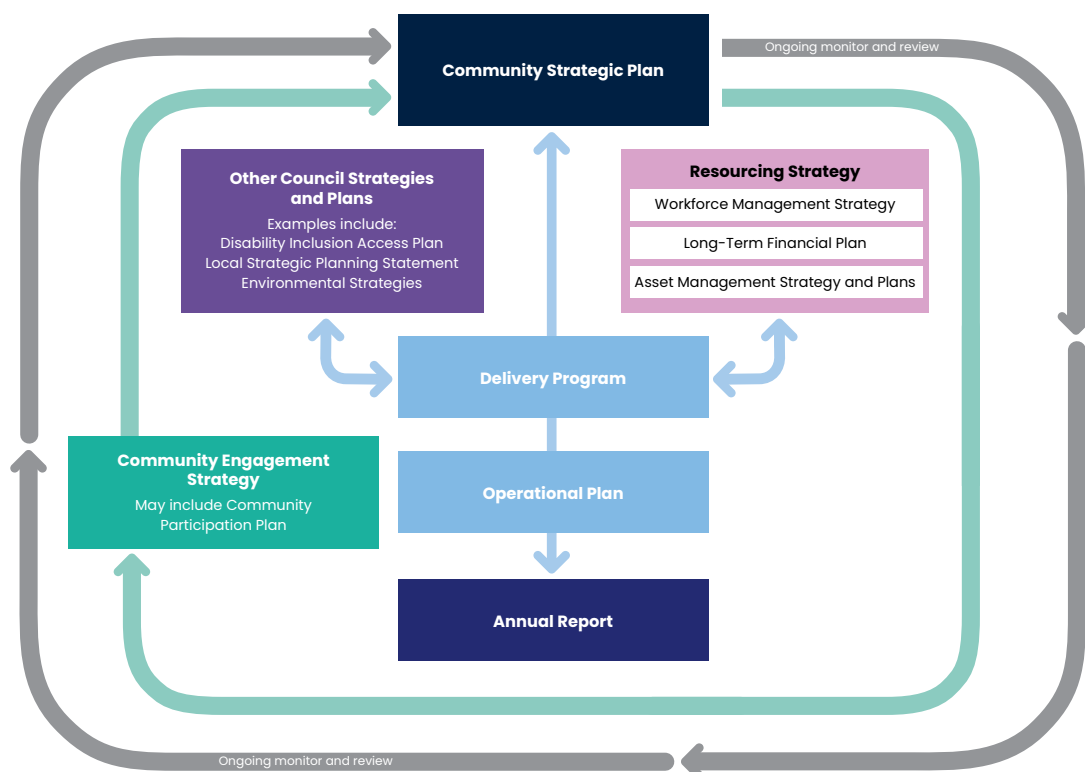 Community Strategic Plan
Ongoing monitor and review
Other Council Strategies
and Plans
Examples include:
Disability Inclusion Access Plan
Local Strategic Planning Statement
Environmental Strategies
Resourcing Strategy
Workforce Management Strategy
Long-Term Financial Plan
Asset Management Strategy and Plans
Delivery Program
Community Engagement
Strategy
May include Community
Participation Plan
Operational Plan
Annual Report
Ongoing monitor and review